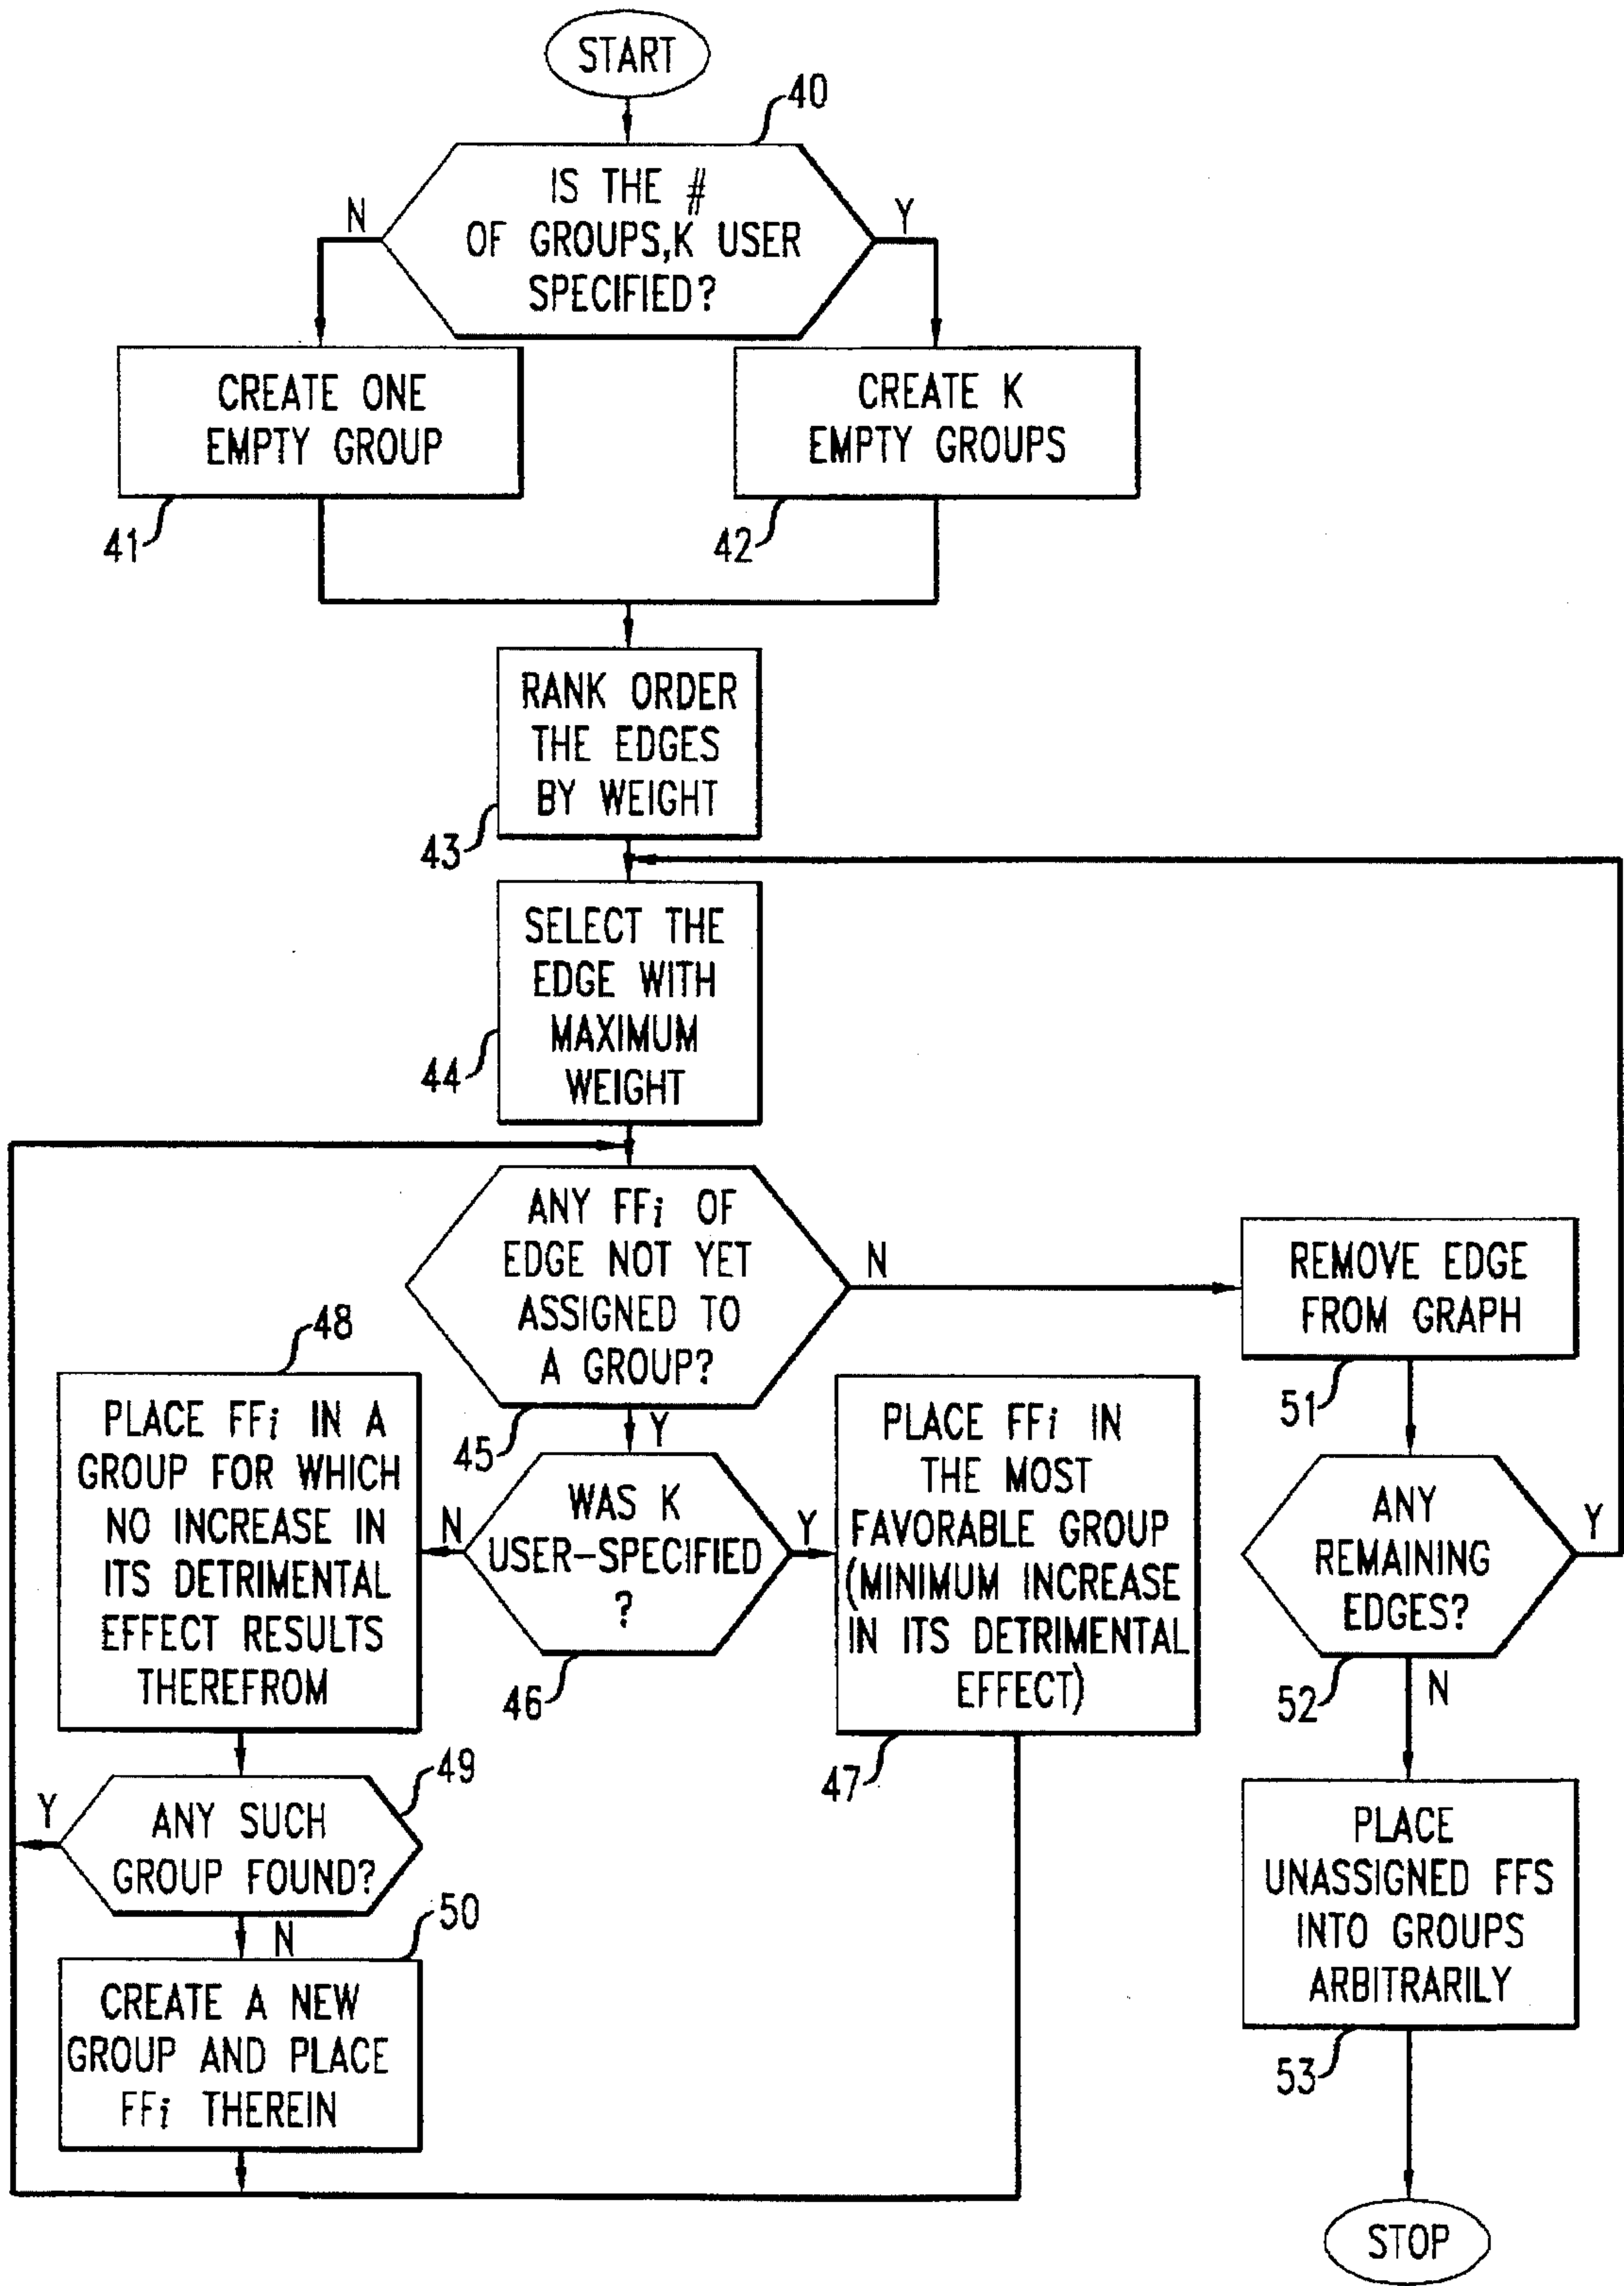 START
40
IS THE #
OF GROUPS,K USER
SPECIFIED?
N
Y
CREATE ONE
EMPTY GROUP
41
CREATE K
EMPTY GROUPS
42
RANK ORDER
THE EDGES
BY WEIGHT
43
SELECT THE
EDGE WITH
MAXIMUM
WEIGHT
44
ANY FFi OF
EDGE NOT YET
ASSIGNED TO
A GROUP?
45
N
Y
REMOVE EDGE
FROM GRAPH
51
48
PLACE FFi IN A
GROUP FOR WHICH
NO INCREASE IN
ITS DETRIMENTAL
EFFECT RESULTS
THEREFROM
N
WAS K
USER-SPECIFIED
?
46
Y
PLACE FFi IN
THE MOST
FAVORABLE GROUP
(MINIMUM INCREASE
IN ITS DETRIMENTAL
EFFECT)
47
ANY
REMAINING
EDGES?
52
Y
N
49
ANY SUCH
GROUP FOUND?
Y
N
50
CREATE A NEW
GROUP AND PLACE
FFi THEREIN
PLACE
UNASSIGNED FFS
INTO GROUPS
ARBITRARILY
53
STOP